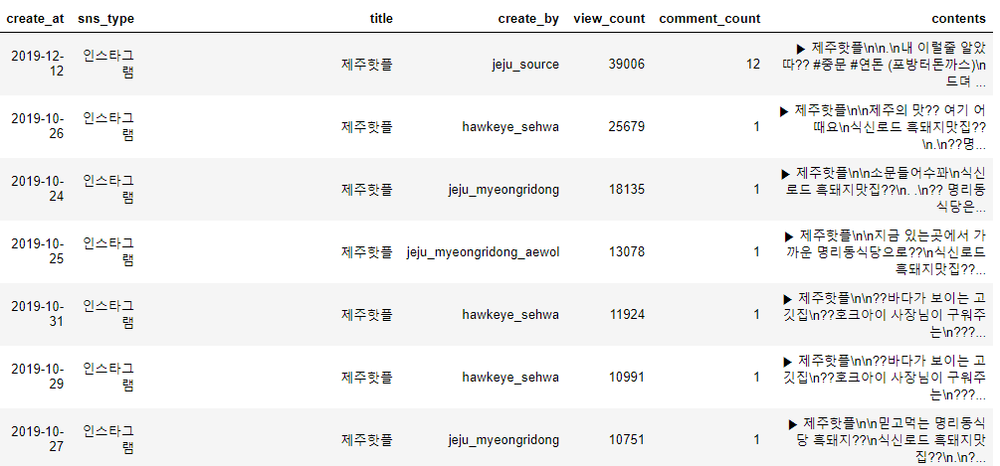 create_at sns_type title create_by view_count comment_count contents
2019-12-12 인스타그램 제주핫플 jeju_source 39006 12 ▶ 제주핫플\n\n.\n내 이럴줄 알았따?? #중문 #연돈 (포방터돈까스)\n드뎌 ...
2019-10-26 인스타그램 제주핫플 hawkeye_sehwa 25679 1 ▶ 제주핫플\n\n제주의 맛?? 여기 어때요\n식신로드 흑돼지맛집??\n.\n??명...
2019-10-24 인스타그램 제주핫플 jeju_myeongridong 18135 1 ▶ 제주핫플\n\n소문들어수꽈\n식신로드 흑돼지맛집??\n. .\n?? 명리동식당은...
2019-10-25 인스타그램 제주핫플 jeju_myeongridong_aewol 13078 1 ▶ 제주핫플\n\n지금 있는곳에서 가까운 명리동식당으로??\n식신로드 흑돼지맛집??...
2019-10-31 인스타그램 제주핫플 hawkeye_sehwa 11924 1 ▶ 제주핫플\n\n??바다가 보이는 고깃집\n??호크아이 사장님이 구워주는\n???...
2019-10-29 인스타그램 제주핫플 hawkeye_sehwa 10991 1 ▶ 제주핫플\n\n??바다가 보이는 고깃집\n??호크아이 사장님이 구워주는\n???...
2019-10-27 인스타그램 제주핫플 jeju_myeongridong 10751 1 ▶ 제주핫플\n\n믿고먹는 명리동식당 흑돼지??\n식신로드 흑돼지맛집??\n.\n?...